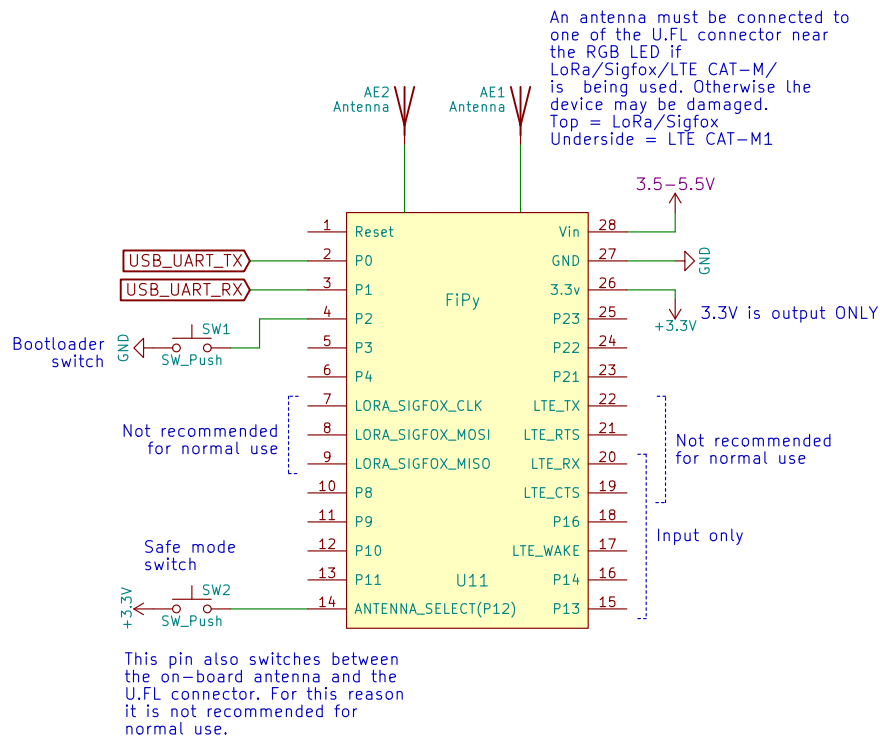 An antenna must be connected to
one of the U.FL connector near
the RGB LED if
LoRa/Sigfox/LTE CAT-M/
is  being used. Otherwise lhe
device may be damaged.
Top = LoRa/Sigfox
Underside = LTE CAT-M1
AE2
Antenna
AE1
Antenna
3.5-5.5V
1 Reset
Vin 28
USB_UART_TX 2 P0
GND 27 GND
USB_UART_RX 3 P1
3.3v 26
FiPy
+3.3V
3.3V is output ONLY
4 P2
P23 25
Bootloader
switch
GND
SW1
SW_Push
5 P3
P22 24
6 P4
P21 23
7 LORA_SIGFOX_CLK
LTE_TX 22
Not recommended
for normal use
8 LORA_SIGFOX_MOSI
LTE_RTS 21
Not recommended
for normal use
9 LORA_SIGFOX_MISO
LTE_RX 20
10 P8
LTE_CTS 19
11 P9
P16 18
Input only
12 P10
LTE_WAKE 17
Safe mode
switch
13 P11
U11
P14 16
+3.3V
SW2
SW_Push
14 ANTENNA_SELECT(P12)
P13 15
This pin also switches between
the on-board antenna and the
U.FL connector. For this reason
it is not recommended for
normal use.